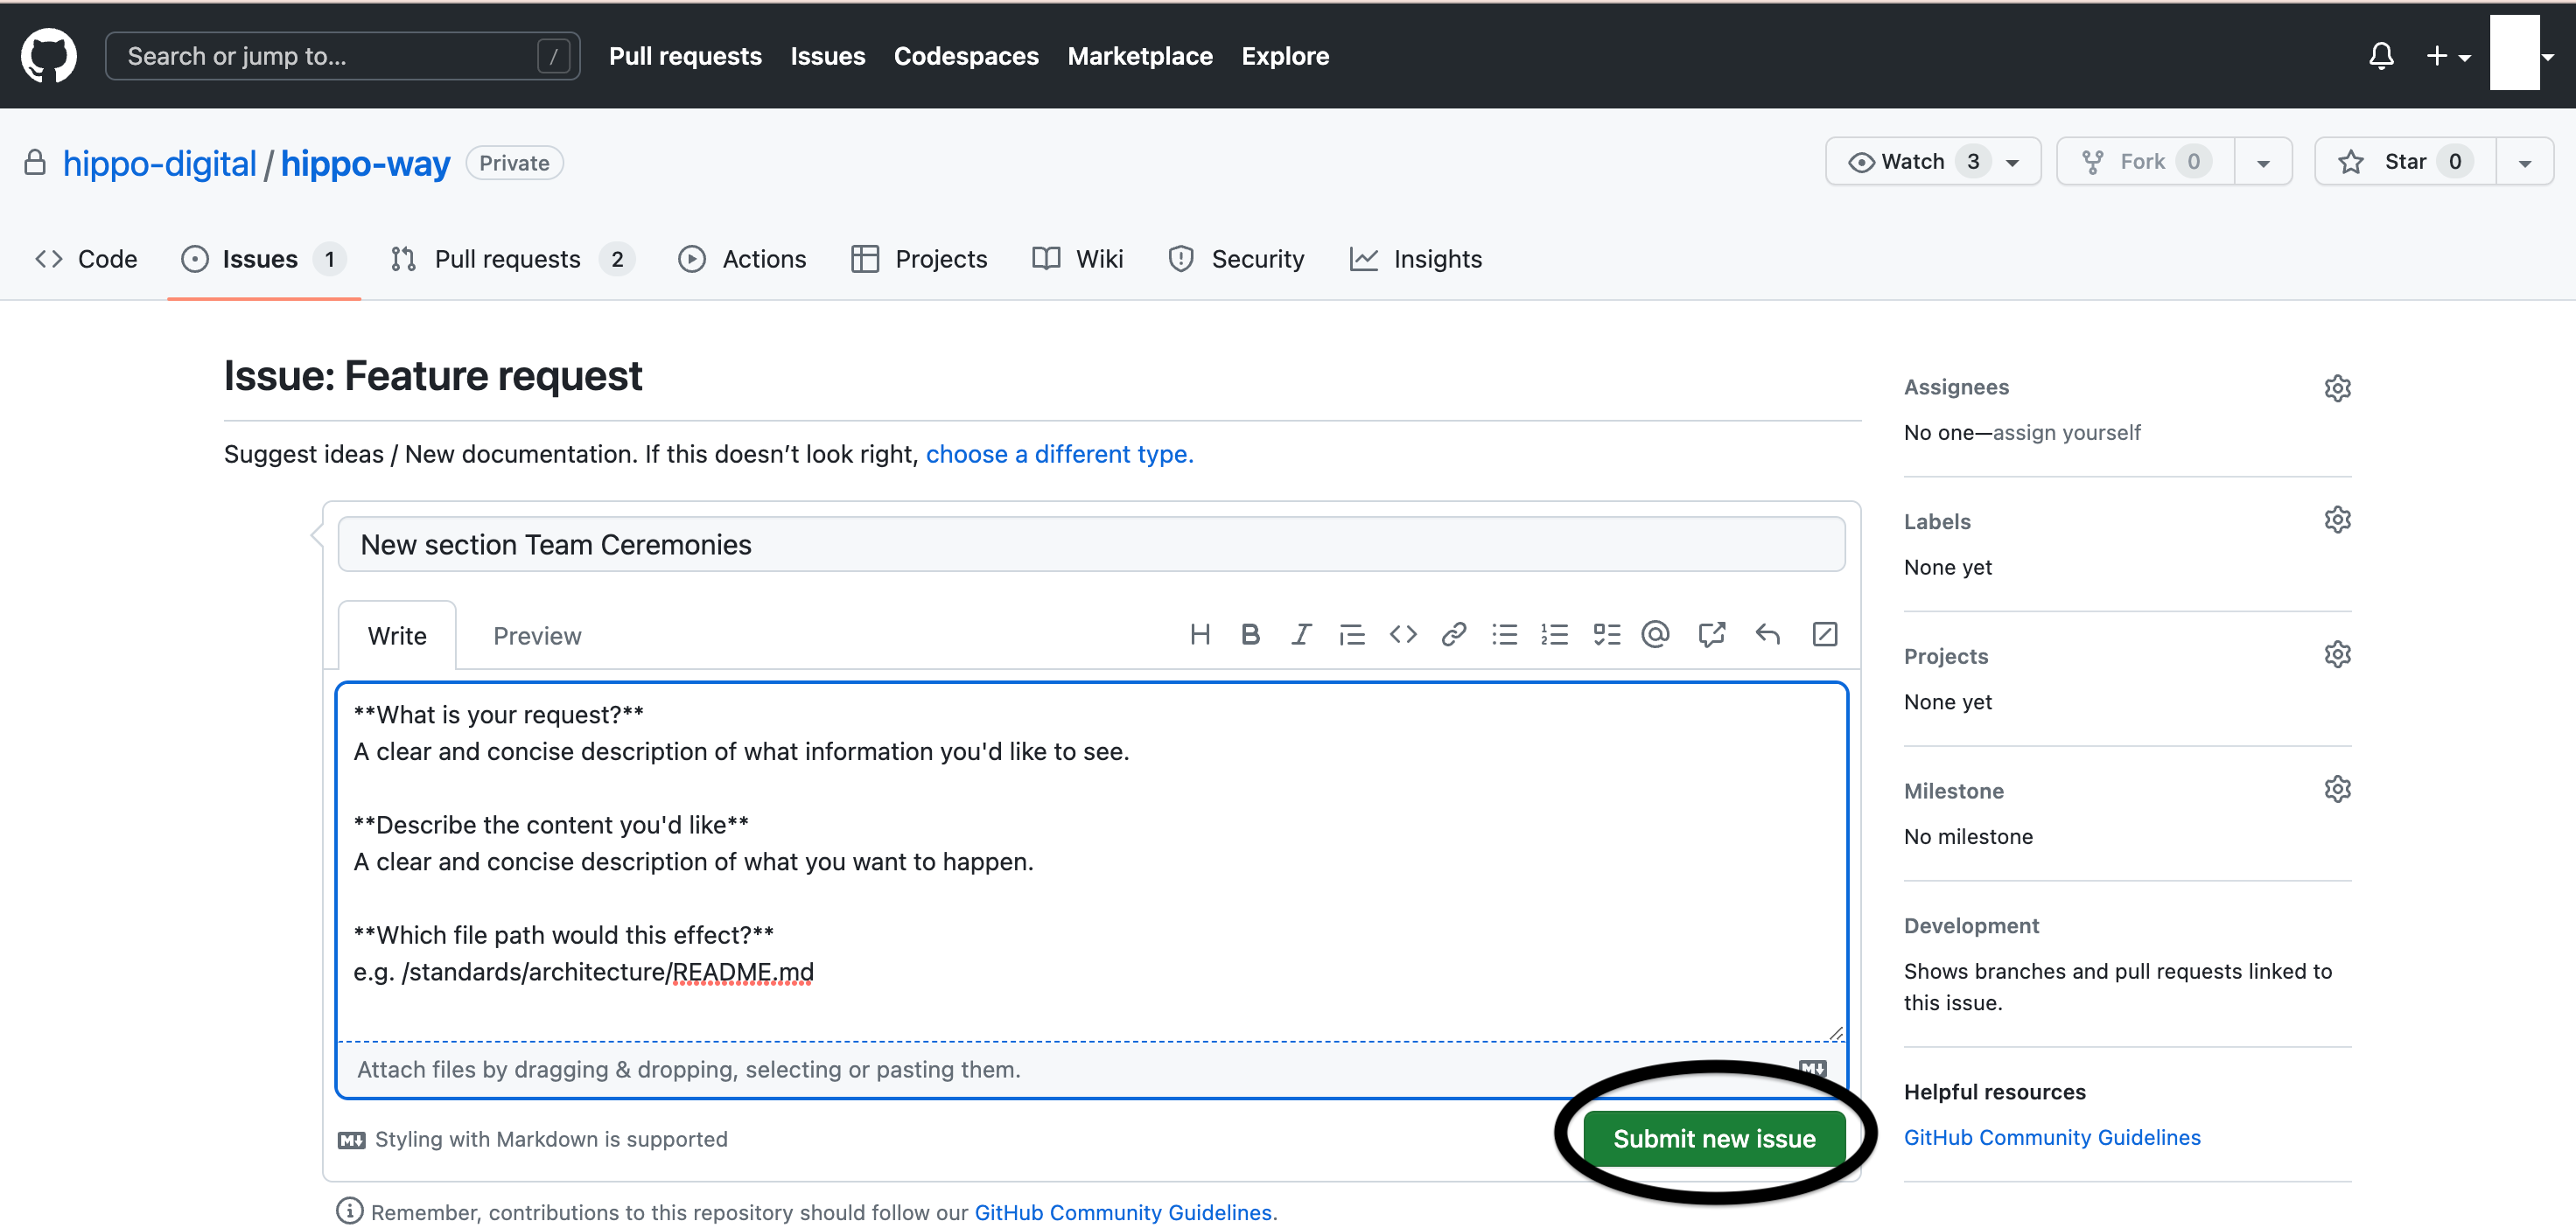 Search or jump to... /
Pull requests Issues Codespaces Marketplace Explore
hippo-digital / hippo-way Private
Watch 3 Fork 0 Star 0
Code Issues 1 Pull requests 2 Actions Projects Wiki Security Insights
Issue: Feature request
Suggest ideas / New documentation. If this doesn’t look right, choose a different type.
New section Team Ceremonies
Write Preview
**What is your request?**
A clear and concise description of what information you'd like to see.
**Describe the content you'd like**
A clear and concise description of what you want to happen.
**Which file path would this effect?**
e.g. /standards/architecture/README.md
Attach files by dragging & dropping, selecting or pasting them.
Styling with Markdown is supported
Submit new issue
Remember, contributions to this repository should follow our GitHub Community Guidelines.
Assignees
No one—assign yourself
Labels
None yet
Projects
None yet
Milestone
No milestone
Development
Shows branches and pull requests linked to
this issue.
Helpful resources
GitHub Community Guidelines